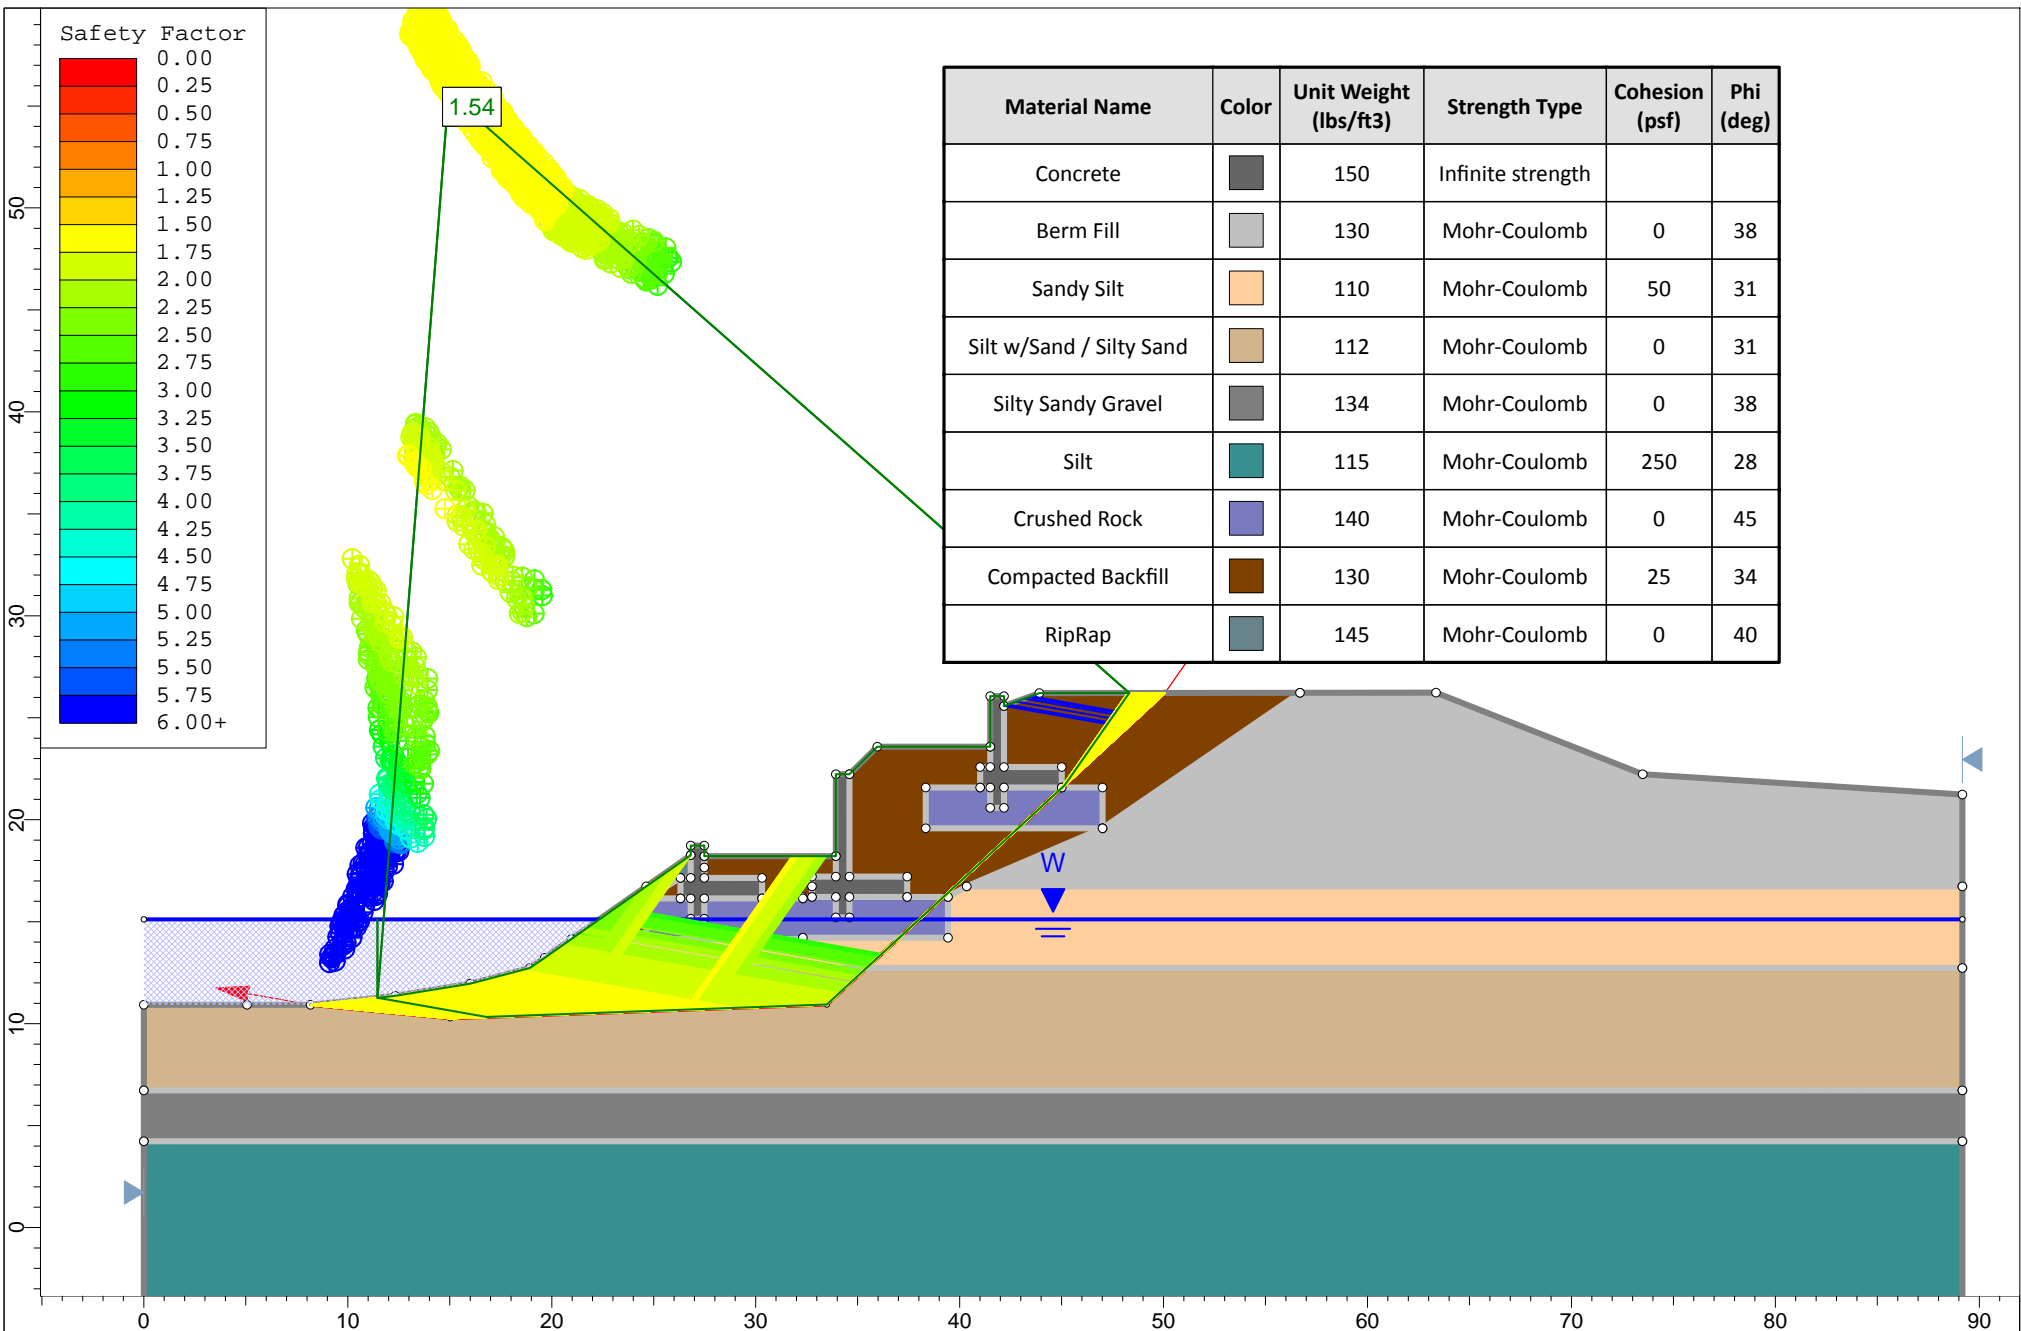 Safety Factor
0.00
0.25
0.50
0.75
1.00
1.25
1.50
1.75
2.00
2.25
2.50
2.75
3.00
3.25
3.50
3.75
4.00
4.25
4.50
4.75
5.00
5.25
5.50
5.75
6.00+
1.54
Material Name Color Unit Weight (lbs/ft3) Strength Type Cohesion (psf) Phi (deg)
Concrete 150 Infinite strength
Berm Fill 130 Mohr-Coulomb 0 38
Sandy Silt 110 Mohr-Coulomb 50 31
Silt w/Sand / Silty Sand 112 Mohr-Coulomb 0 31
Silty Sandy Gravel 134 Mohr-Coulomb 0 38
Silt 115 Mohr-Coulomb 250 28
Crushed Rock 140 Mohr-Coulomb 0 45
Compacted Backfill 130 Mohr-Coulomb 25 34
RipRap 145 Mohr-Coulomb 0 40
W
50
40
30
20
10
0
0 10 20 30 40 50 60 70 80 90